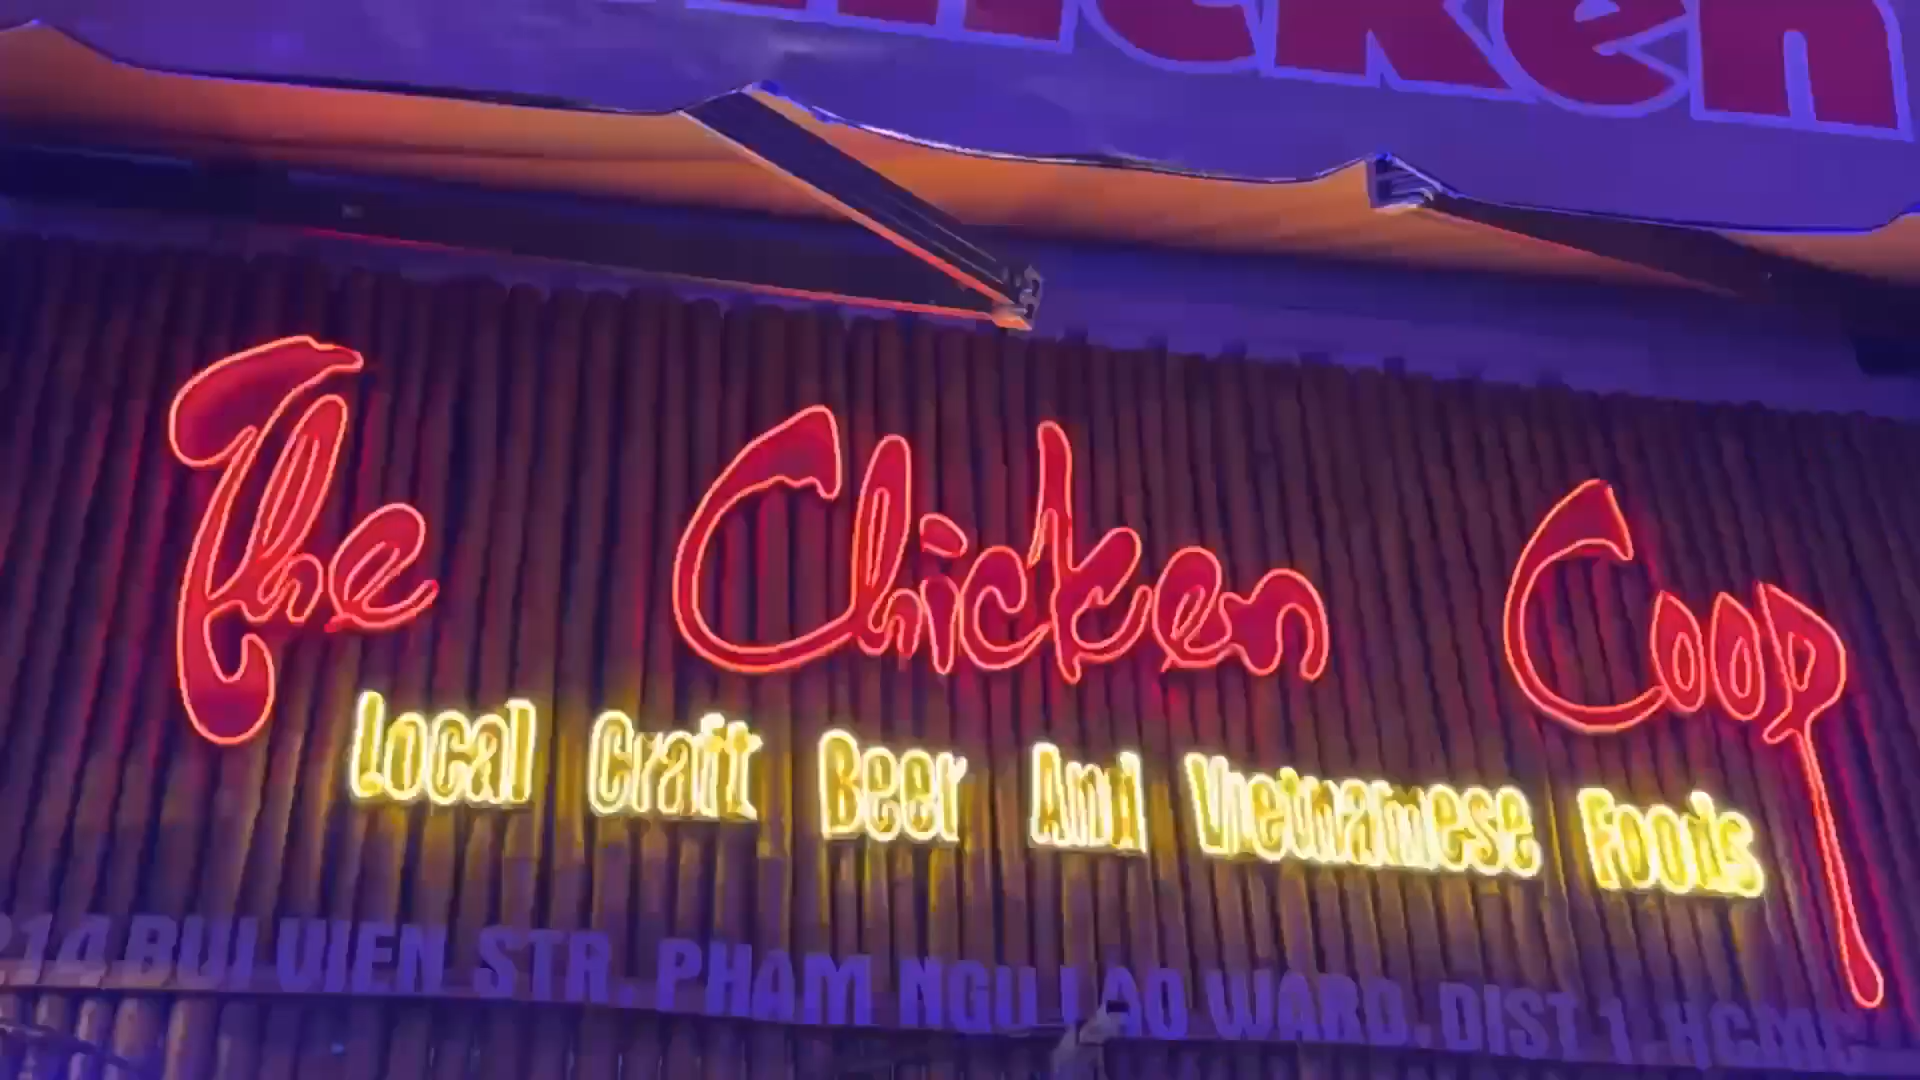 Chicken
The Chicken Coop
Local Craft Beer And Vietnamese Foods
214 BUI VIEN STR. PHAM NGU LAO WARD. DIST 1. HCMC